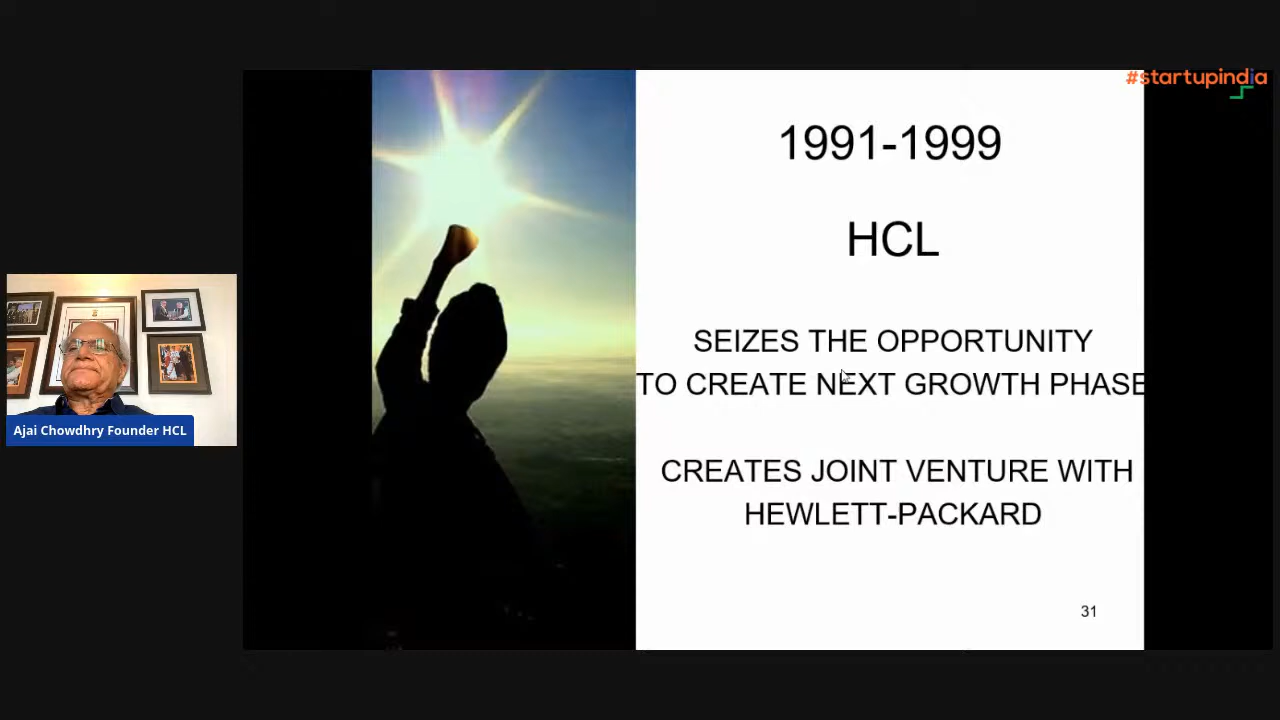 #startupindia
1991-1999
HCL
SEIZES THE OPPORTUNITY
TO CREATE NEXT GROWTH PHASE
CREATES JOINT VENTURE WITH
HEWLETT-PACKARD
31
Ajai Chowdhry Founder HCL